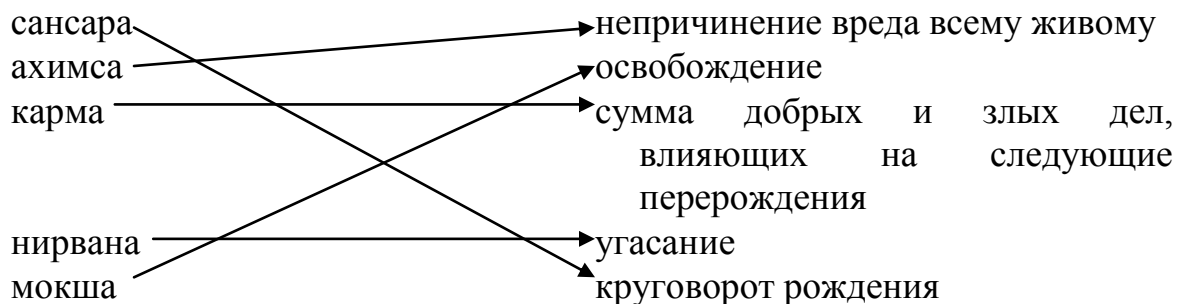 сансара непричинение вреда всему живому
ахимса освобождение
карма сумма добрых и злых дел,
влияющих на следующие
перерождения
нирвана угасание
мокша круговорот рождения